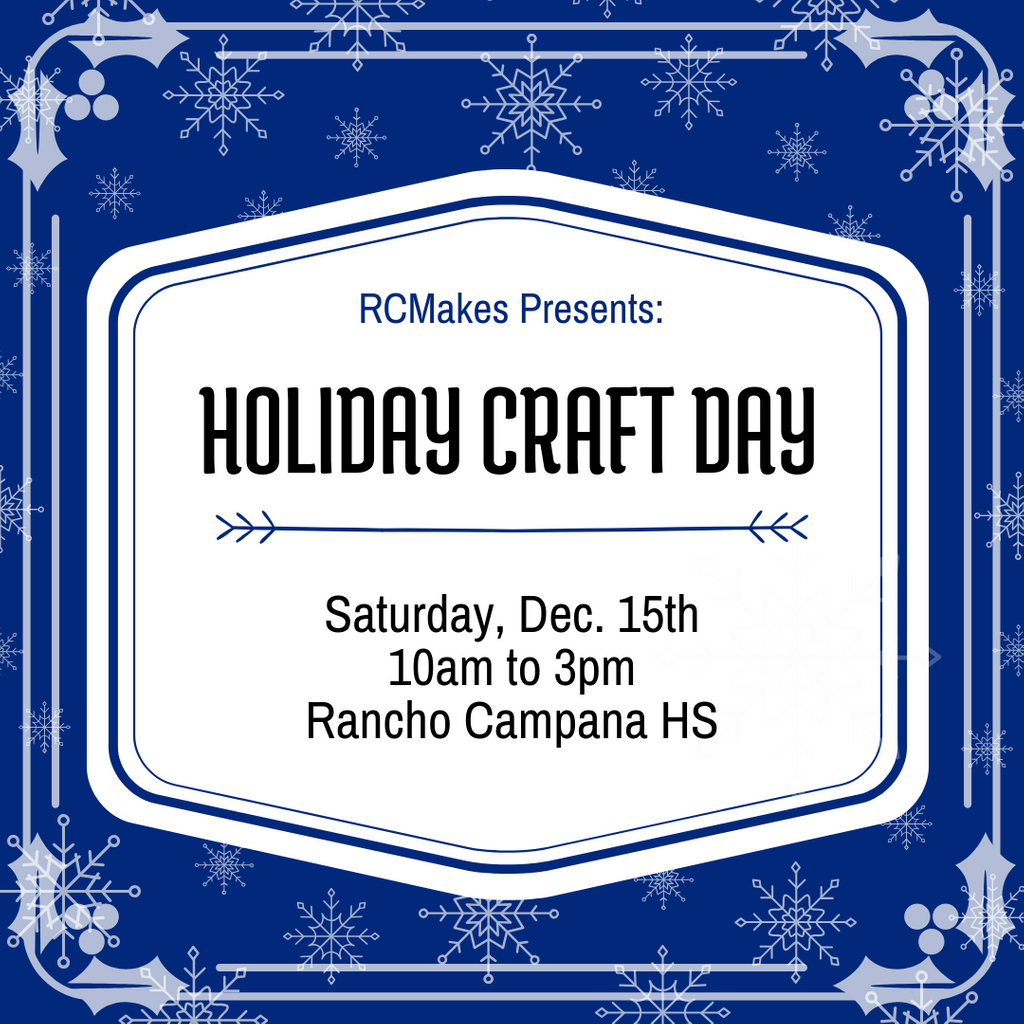 RCMakes Presents:
HOLIDAY CRAFT DAY
Saturday, Dec. 15th
10am to 3pm
Rancho Campana HS